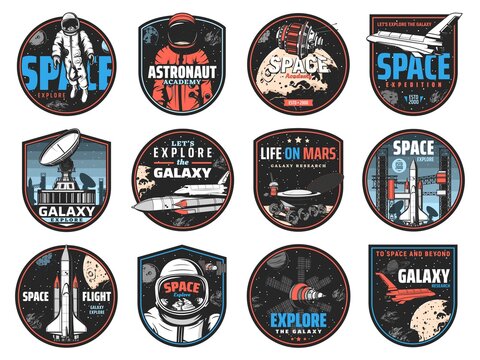 SPACE
EXPLORE
ASTRONAUT
ACADEMY
SPACE
Academy
ESTD 2000
LET'S EXPLORE THE GALAXY
SPACE
EXPEDITION
ESTD
2000
GALAXY
EXPLORE
LET'S
EXPLORE
the
GALAXY
LIFE ON MARS
GALAXY RESEARCH
SPACE
EXPLORE
SPACE FLIGHT
GALAXY
EXPLORE
SPACE
Explore
EXPLORE
THE GALAXY
TO SPACE AND BEYOND
GALAXY
RESEARCH